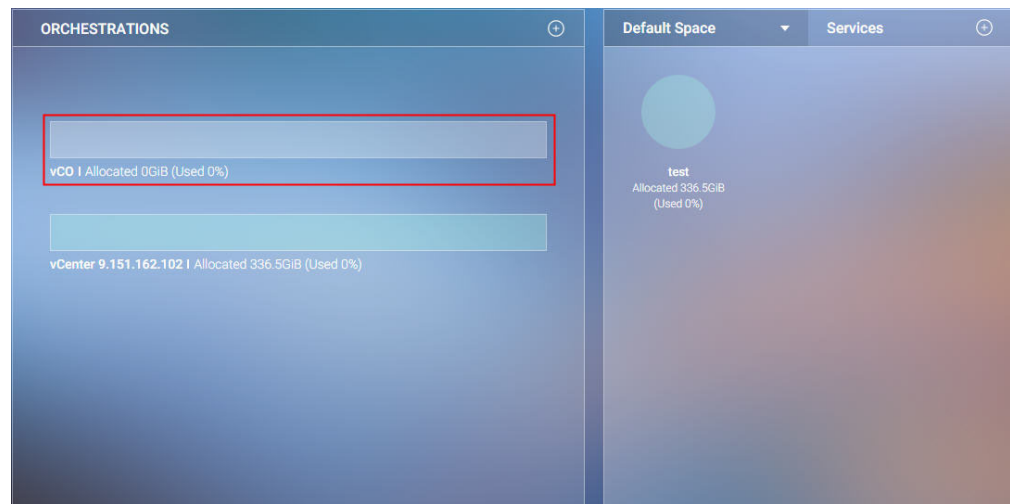 ORCHESTRATIONS
vCO | Allocated 0GiB (Used 0%)
vCenter 9.151.162.102 | Allocated 336.5GiB (Used 0%)
Default Space
Services
test
Allocated 336.5GiB
(Used 0%)